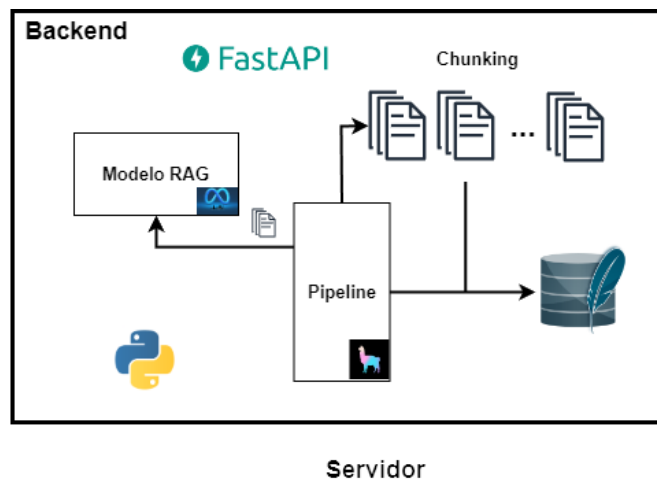 Backend
FastAPI
Chunking
...
Modelo RAG
Pipeline
Servidor